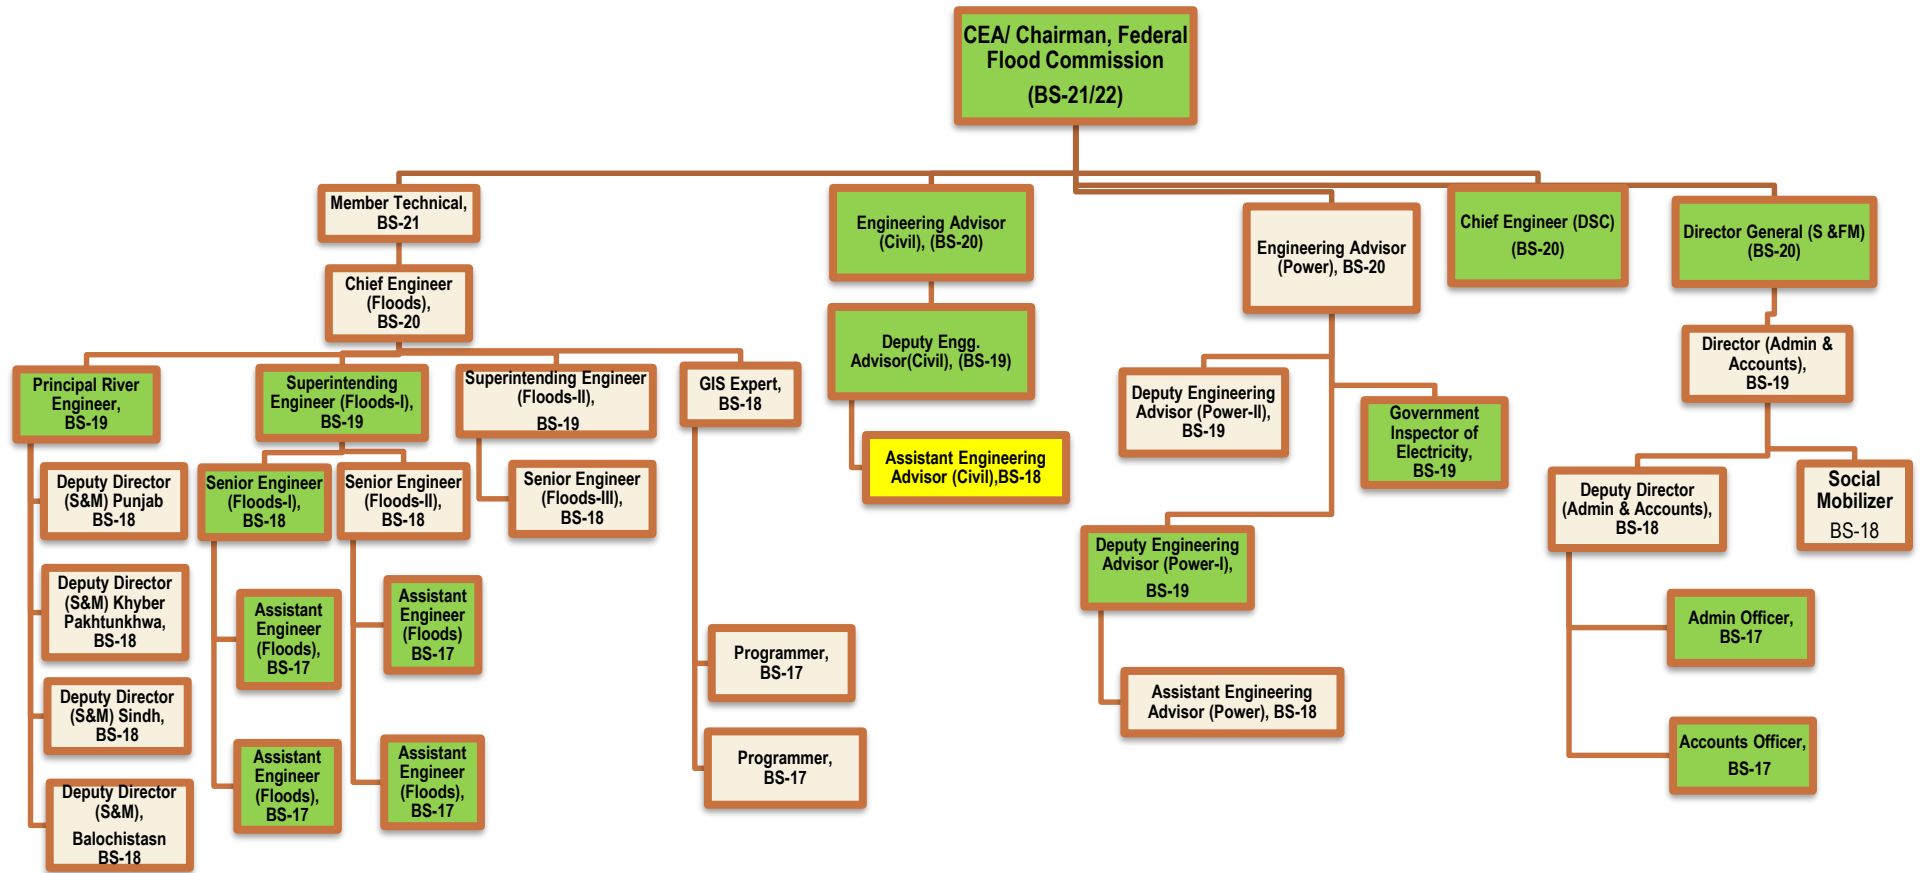 CEA/ Chairman, Federal
Flood Commission
(BS-21/22)
Member Technical,
BS-21
Engineering Advisor
(Civil), (BS-20)
Engineering Advisor
(Power), BS-20
Chief Engineer (DSC)
(BS-20)
Director General (S &FM)
(BS-20)
Chief Engineer
(Floods),
BS-20
Deputy Engg.
Advisor(Civil), (BS-19)
Director (Admin &
Accounts),
BS-19
Principal River
Engineer,
BS-19
Superintending
Engineer (Floods-I),
BS-19
Superintending Engineer
(Floods-II),
BS-19
GIS Expert,
BS-18
Deputy Engineering
Advisor (Power-II),
BS-19
Government
Inspector of
Electricity,
BS-19
Assistant Engineering
Advisor (Civil),BS-18
Deputy Director
(S&M) Punjab
BS-18
Senior Engineer
(Floods-I),
BS-18
Senior Engineer
(Floods-II),
BS-18
Senior Engineer
(Floods-III),
BS-18
Deputy Director
(Admin & Accounts),
BS-18
Social
Mobilizer
BS-18
Deputy Engineering
Advisor (Power-I),
BS-19
Deputy Director
(S&M) Khyber
Pakhtunkhwa,
BS-18
Assistant
Engineer
(Floods),
BS-17
Assistant
Engineer
(Floods)
BS-17
Programmer,
BS-17
Admin Officer,
BS-17
Deputy Director
(S&M) Sindh,
BS-18
Assistant Engineering
Advisor (Power), BS-18
Assistant
Engineer
(Floods),
BS-17
Assistant
Engineer
(Floods),
BS-17
Programmer,
BS-17
Accounts Officer,
BS-17
Deputy Director
(S&M),
Balochistasn
BS-18